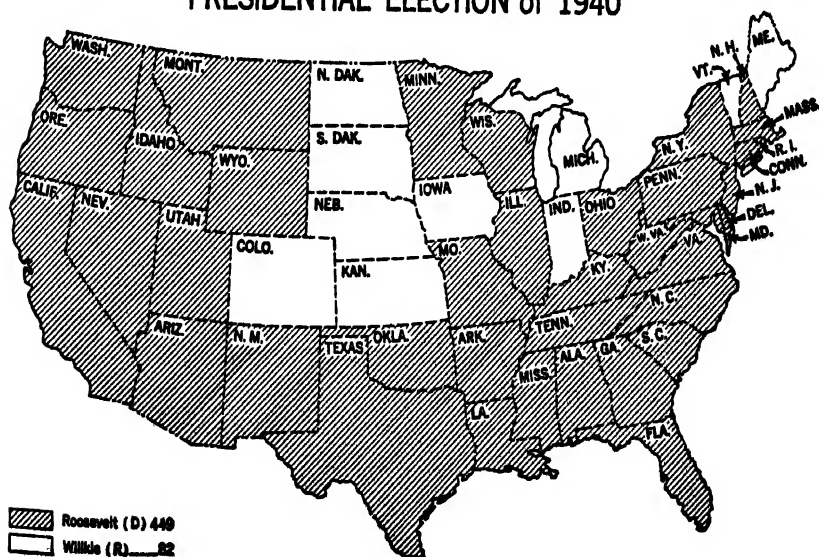 PRESIDENTIAL ELECTION of 1940
WASH.
MONT.
N. DAK.
MINN.
N. H.
ME.
VT.
ORE.
IDAHO
WYO.
S. DAK.
WIS.
MICH.
N. Y.
MASS.
R. I.
CONN.
CALIF.
NEV.
UTAH
NEB.
IOWA
ILL.
IND.
OHIO
PENN.
N. J.
DEL.
MD.
COLO.
KAN.
MO.
KY.
W. VA.
VA.
ARIZ.
N. M.
TEXAS
OKLA.
ARK.
TENN.
N. C.
S. C.
MISS.
ALA.
GA.
LA.
FLA.
Roosevelt (D) 449
Willkie (R)......82